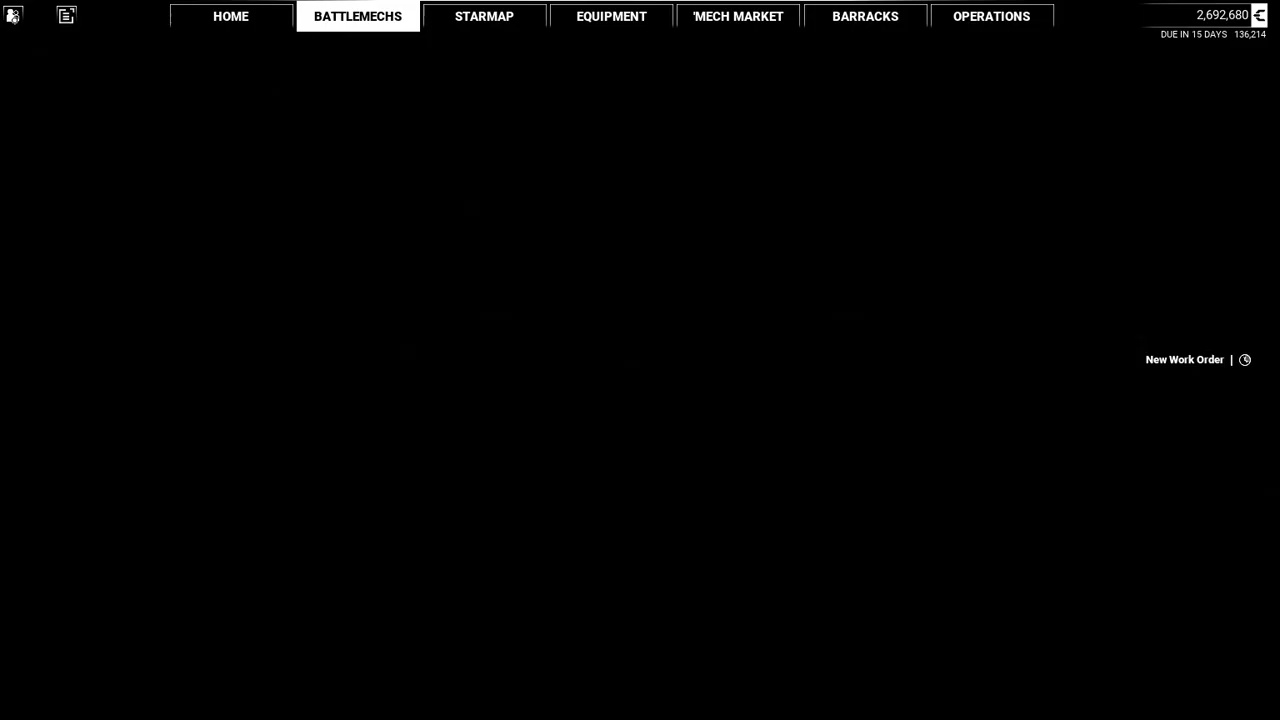 HOME
BATTLEMECHS
STARMAP
EQUIPMENT
'MECH MARKET
BARRACKS
OPERATIONS
2,692,680
DUE IN 15 DAYS 136,214
New Work Order |